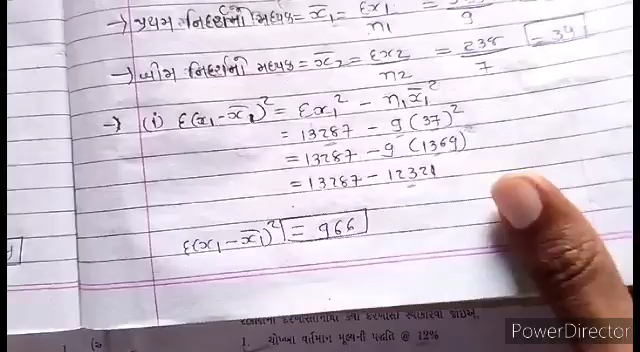 → પ્રથમ નિદર્શનો મધ્યક = x̄₁ = Σx₁ / n₁ = / 9
→ બીજા નિદર્શનો મધ્યક = x̄₂ = Σx₂ / n₂ = 238 / 7 = 34
→ (i) Σ(x₁ - x̄₁)² = Σx₁² - n₁x̄₁²
= 13287 - 9(37)²
= 13287 - 9 (1369)
= 13287 - 12321
Σ(x₁ - x̄₁)² = 966
1. ચોખ્ખા વર્તમાન મૂલ્યની પદ્ધતિ @ 12%
PowerDirector